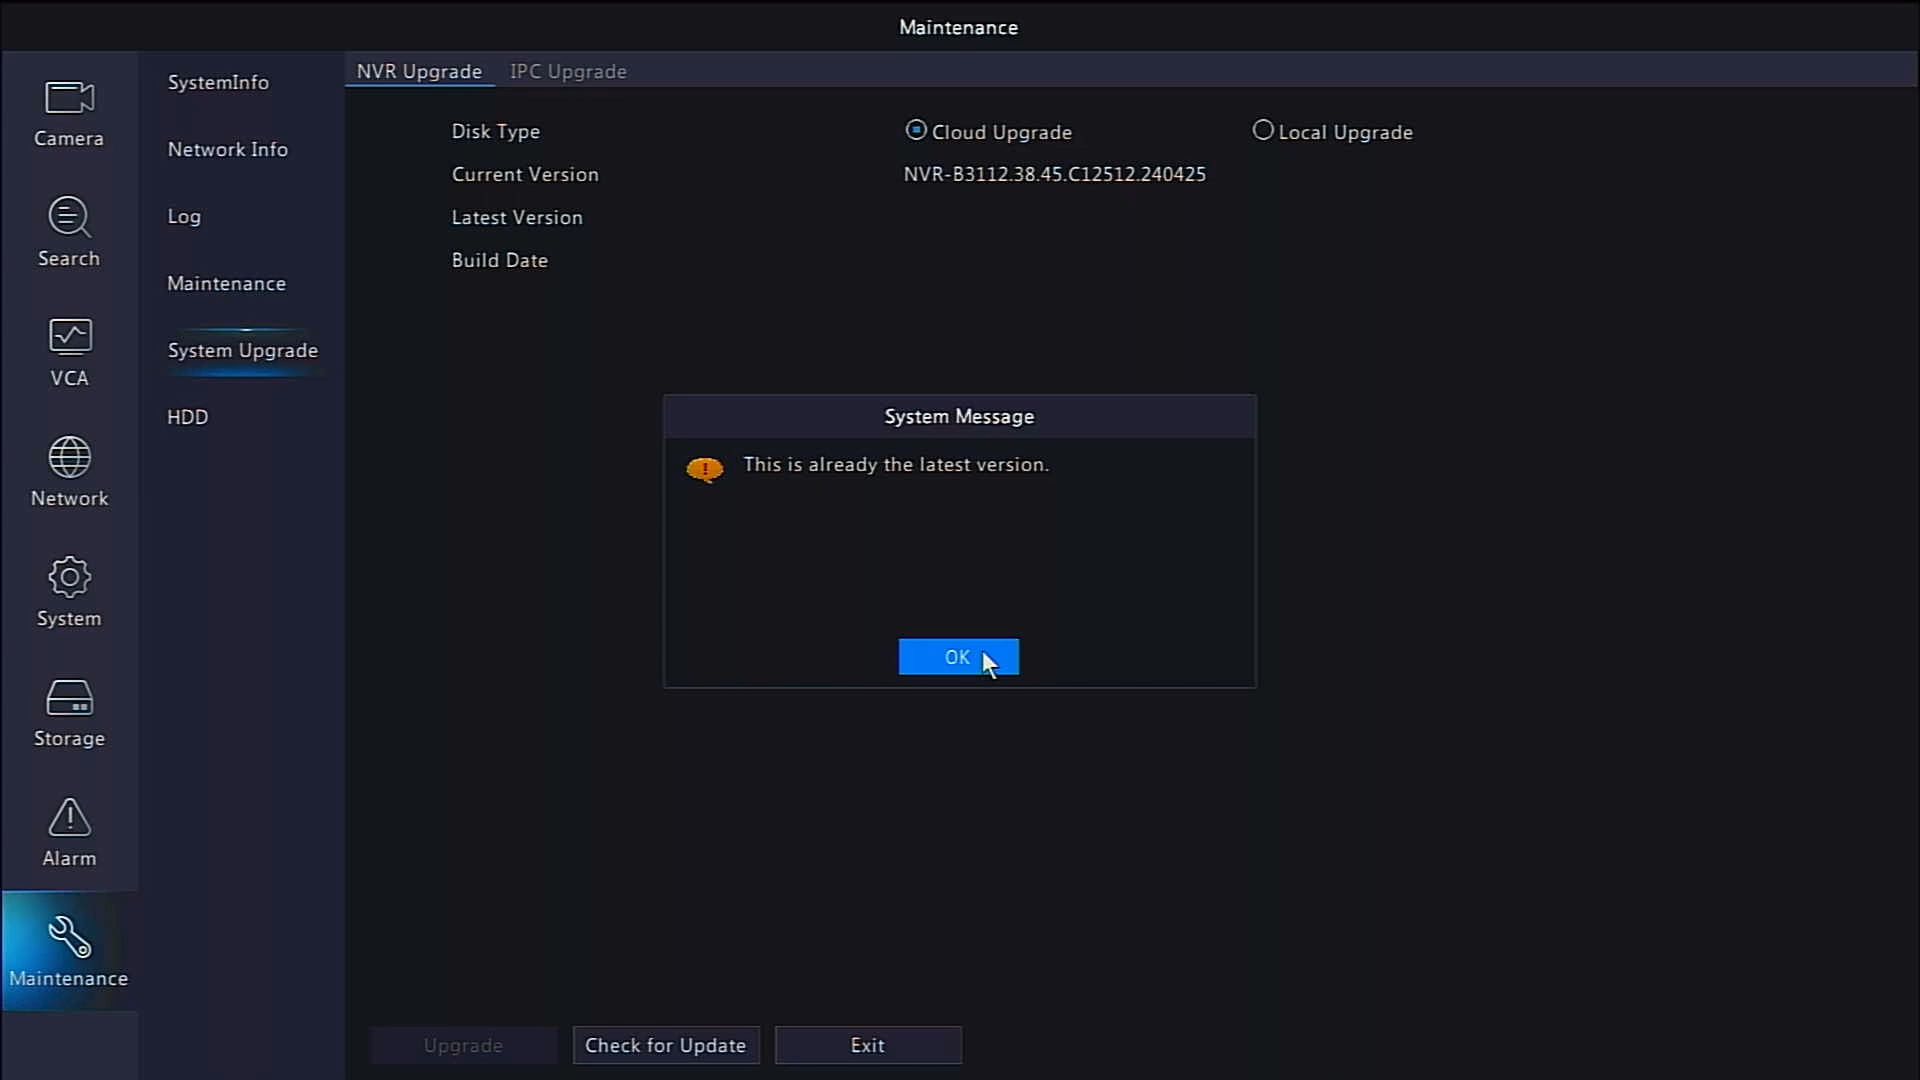 Maintenance
Camera
Search
VCA
Network
System
Storage
Alarm
Maintenance
SystemInfo
Network Info
Log
Maintenance
System Upgrade
HDD
NVR Upgrade IPC Upgrade
Disk Type Cloud Upgrade Local Upgrade
Current Version NVR-B3112.38.45.C12512.240425
Latest Version
Build Date
System Message
This is already the latest version.
OK
Upgrade Check for Update Exit